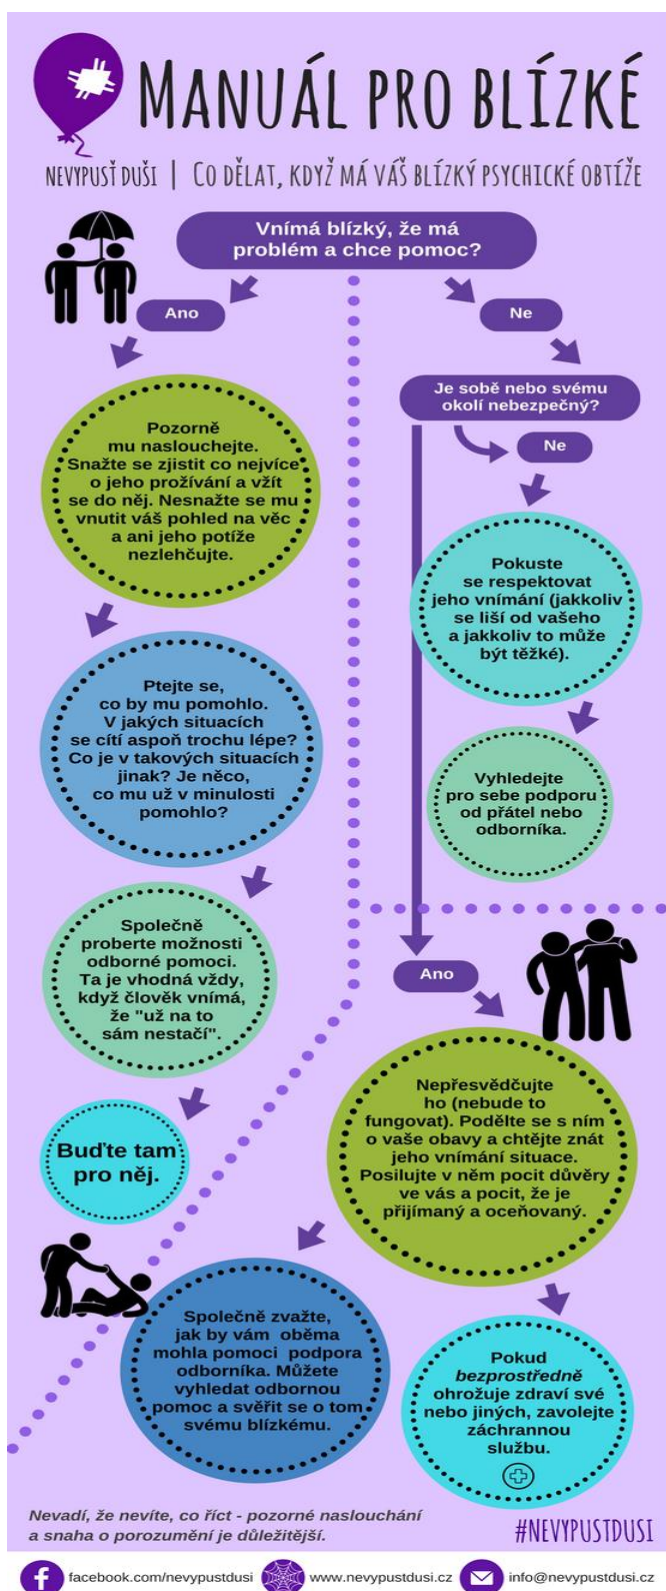 MANUÁL PRO BLÍZKÉ
NEVYPUSŤ DUŠI | CO DĚLAT, KDYŽ MÁ VÁŠ BLÍZKÝ PSYCHICKÉ OBTÍŽE
Vnímá blízký, že má
problém a chce pomoc?
Ano
Pozorně
mu naslouchejte.
Snažte se zjistit co nejvíce
o jeho prožívání a vžít
se do něj. Nesnažte se mu
vnutit váš pohled na věc
a ani jeho potíže
nezlehčujte.
Ptejte se,
co by mu pomohlo.
V jakých situacích
se cítí aspoň trochu lépe?
Co je v takových situacích
jinak? Je něco,
co mu už v minulosti
pomohlo?
Společně
proberte možnosti
odborné pomoci.
Ta je vhodná vždy,
když člověk vnímá,
že "už na to
sám nestačí".
Buďte tam
pro něj.
Ne
Je sobě nebo svému
okolí nebezpečný?
Ne
Pokuste
se respektovat
jeho vnímání (jakkoliv
se liší od vašeho
a jakkoliv to může
být těžké).
Vyhledejte
pro sebe podporu
od přátel nebo
odborníka.
Ano
Nepřesvědčujte
ho (nebude to
fungovat). Podělte se s ním
o vaše obavy a chtějte znát
jeho vnímání situace.
Posilujte v něm pocit důvěry
ve vás a pocit, že je
přijímaný a oceňovaný.
Společně zvažte,
jak by vám oběma
mohla pomoci podpora
odborníka. Můžete
vyhledat odbornou
pomoc a svěřit se o tom
svému blízkému.
Pokud
bezprostředně
ohrožuje zdraví své
nebo jiných, zavolejte
záchrannou
službu.
Nevadí, že nevíte, co říct - pozorné naslouchání
a snaha o porozumění je důležitější.
#NEVYPUSTDUSI
facebook.com/nevypustdusi
www.nevypustdusi.cz
info@nevypustdusi.cz